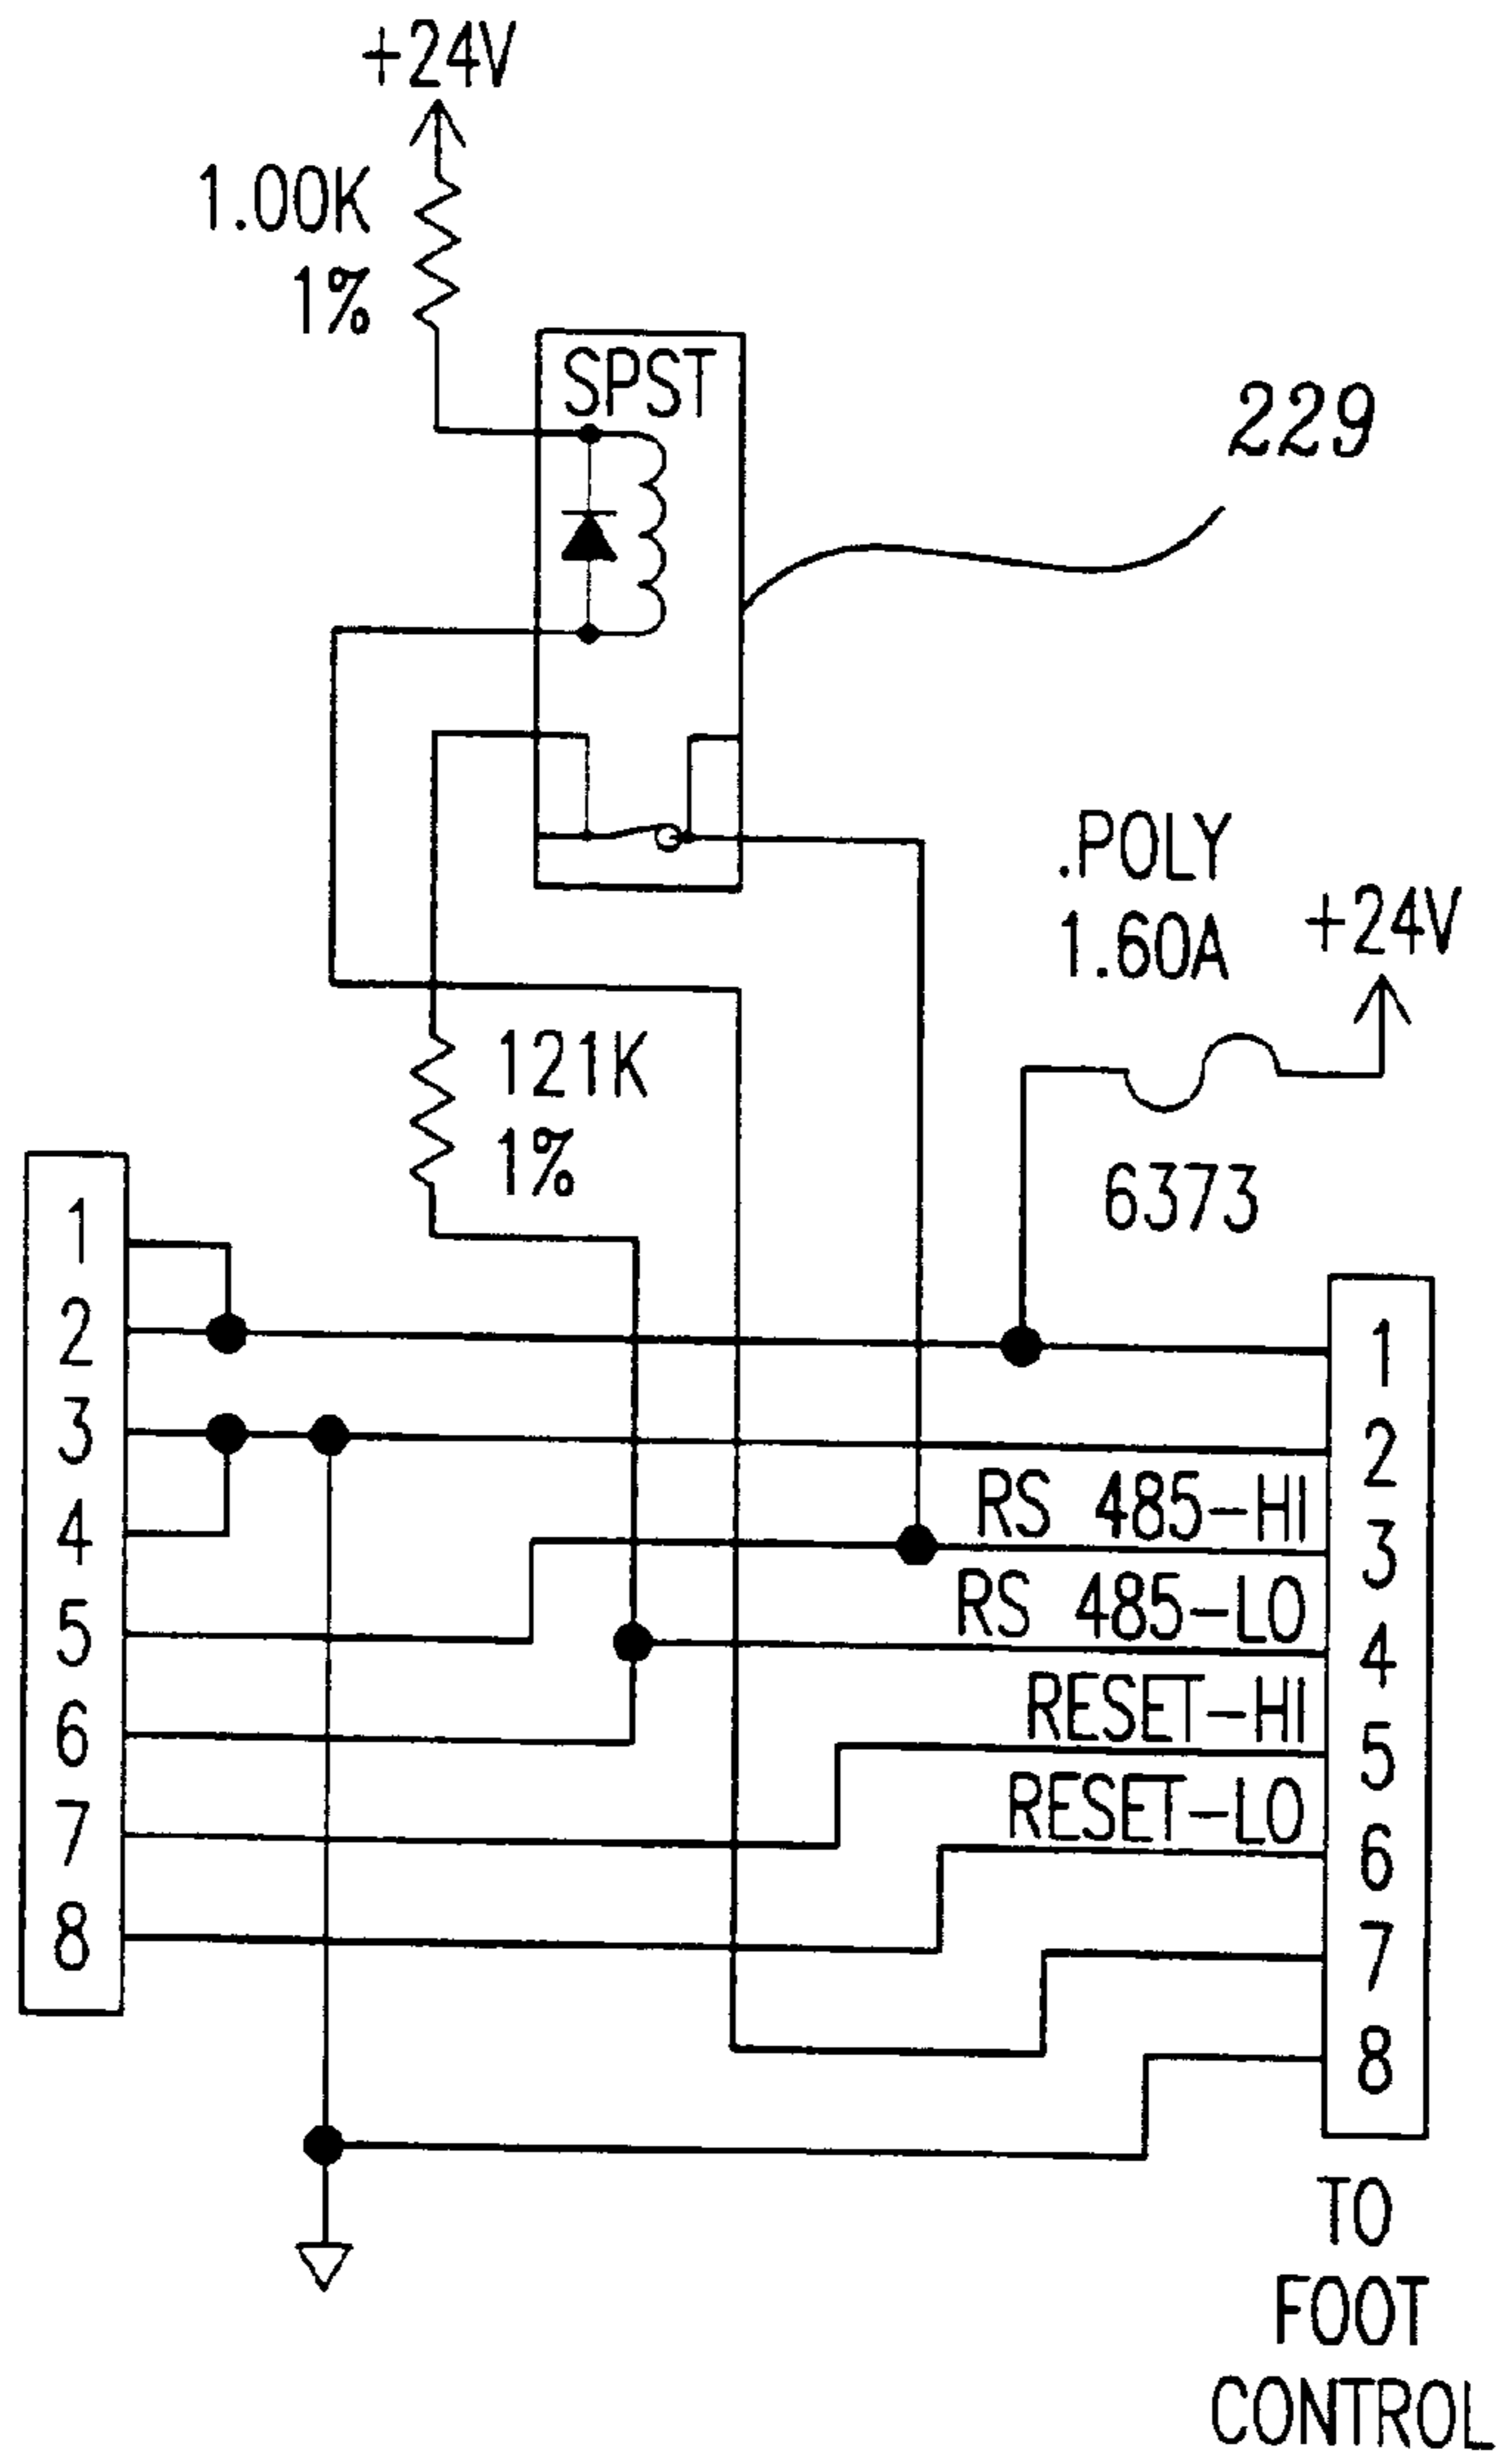 +24V
1.00K
1%
SPST
229
.POLY
1.60A
+24V
121K
1%
6373
1
2
3
4
5
6
7
8
RS 485-HI
RS 485-LO
RESET-HI
RESET-LO
1
2
3
4
5
6
7
8
TO
FOOT
CONTROL